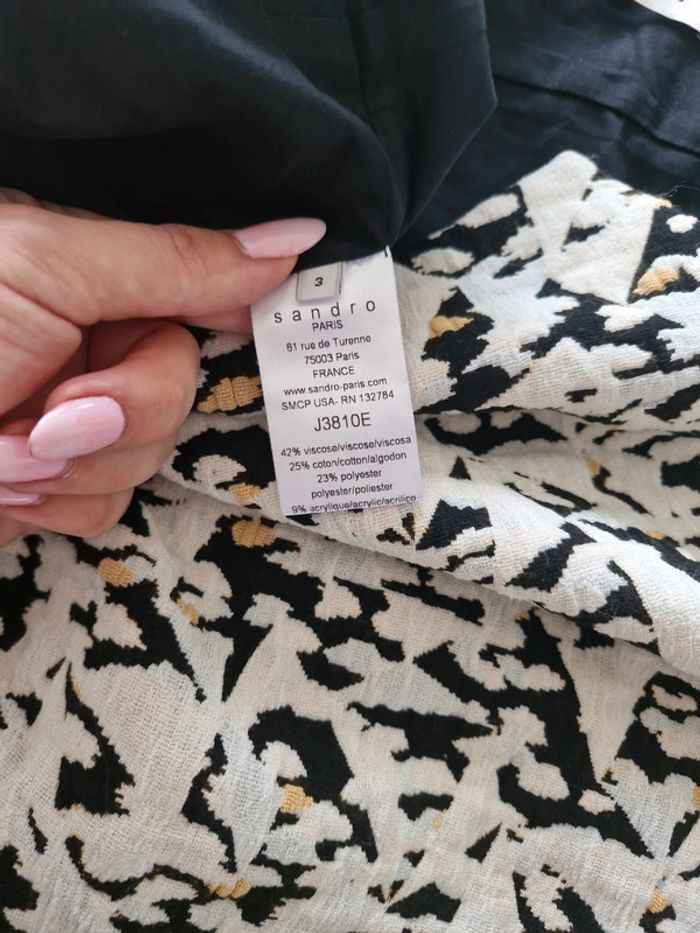 3
sandro
PARIS
61 rue de Turenne
75003 Paris
FRANCE
www.sandro-paris.com
SMCP USA- RN 132784
J3810E
42% viscose/viscose/viscosa
25% coton/cotton/algodon
23% polyester
polyester/poliester
9% acrylique/acrylic/acrilico